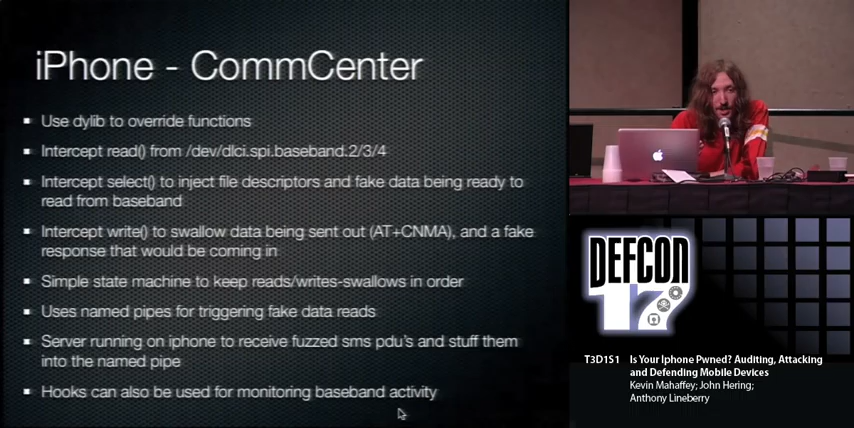 iPhone - CommCenter
Use dylib to override functions
Intercept read() from /dev/dlci.spi.baseband.2/3/4
Intercept select() to inject file descriptors and fake data being ready to
read from baseband
Intercept write() to swallow data being sent out (AT+CNMA), and a fake
response that would be coming in
Simple state machine to keep reads/writes-swallows in order
Uses named pipes for triggering fake data reads
Server running on iphone to receive fuzzed sms pdu's and stuff them
into the named pipe
Hooks can also be used for monitoring baseband activity
DEFCON
17
T3D1S1 Is Your Iphone Pwned? Auditing, Attacking
and Defending Mobile Devices
Kevin Mahaffey; John Hering;
Anthony Lineberry